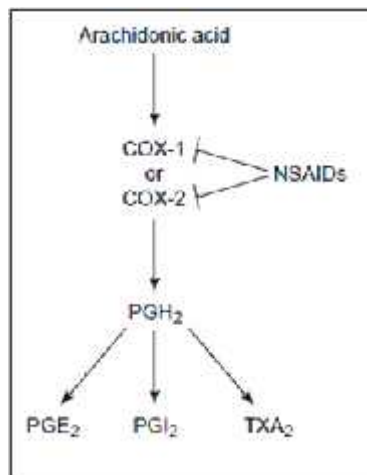 Arachidonic acid
COX-1
or
COX-2
NSAIDs
PGH2
PGE2
PGI2
TXA2